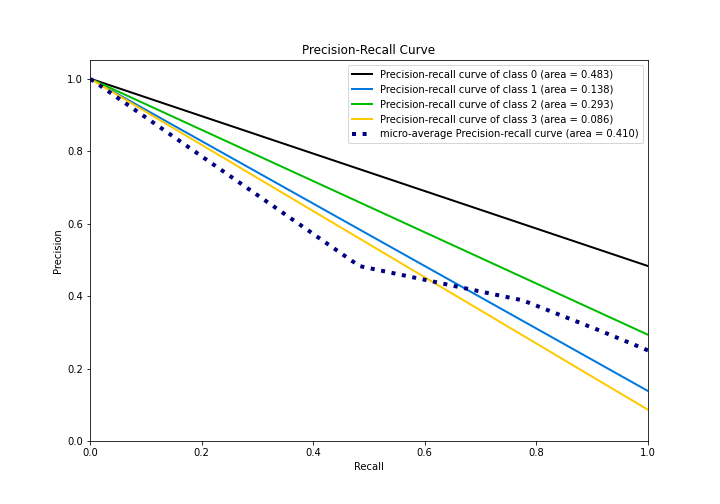 Precision-Recall Curve
Precision-recall curve of class 0 (area = 0.483)
Precision-recall curve of class 1 (area = 0.138)
Precision-recall curve of class 2 (area = 0.293)
Precision-recall curve of class 3 (area = 0.086)
micro-average Precision-recall curve (area = 0.410)
Precision
1.0
0.8
0.6
0.4
0.2
0.0
0.0 0.2 0.4 0.6 0.8 1.0
Recall